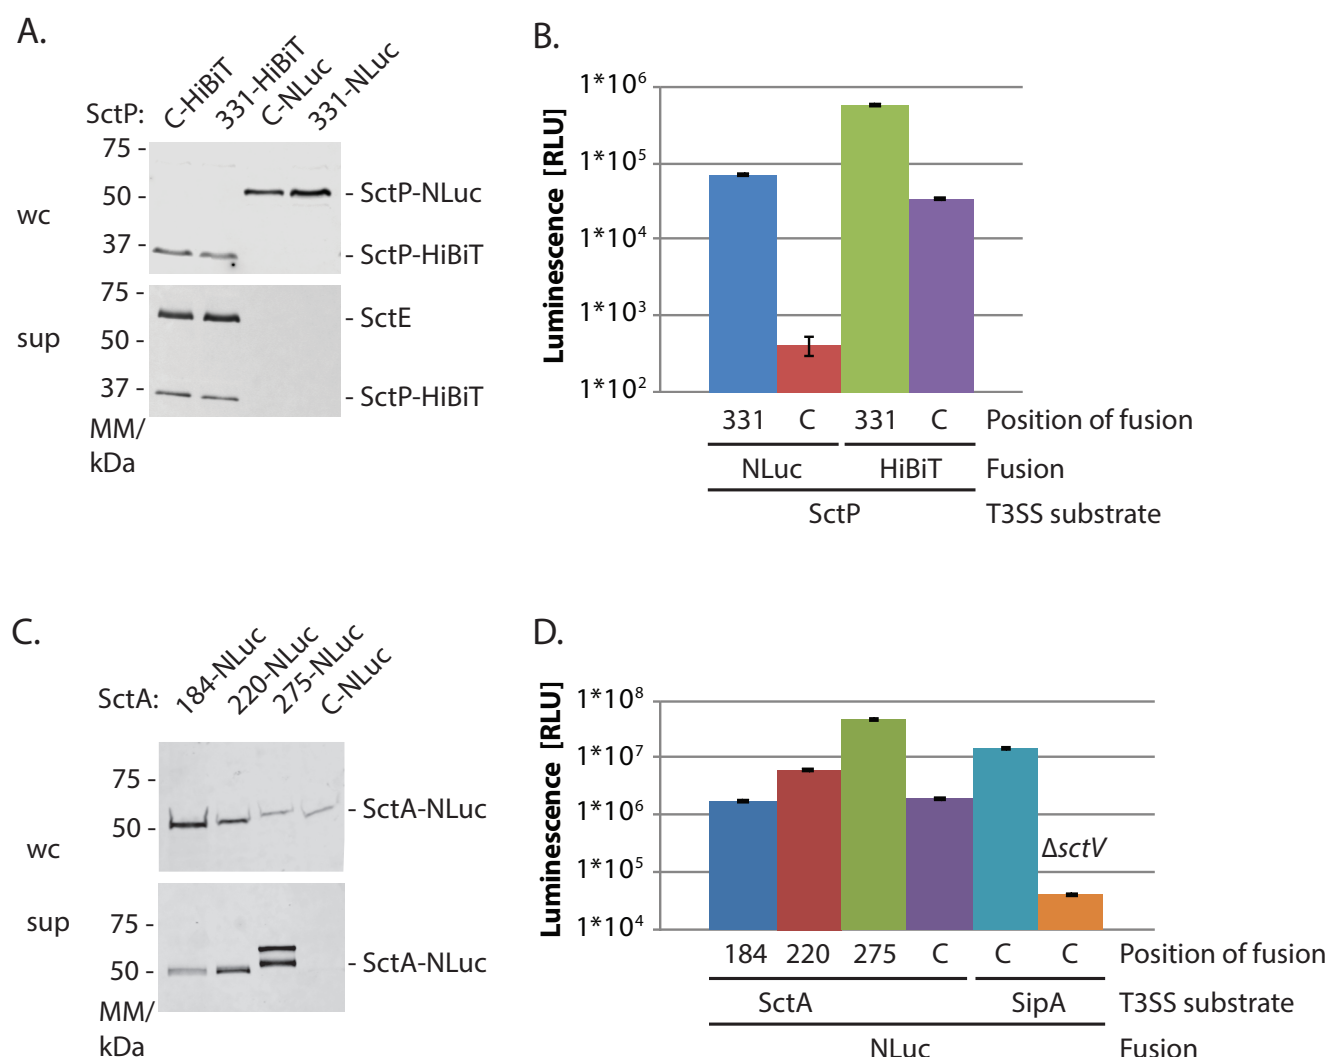 A.
SctP:
C-HiBiT
331-HiBiT
C-NLuc
331-NLuc
75 -
50 -
37 -
wc
- SctP-NLuc
- SctP-HiBiT
75 -
50 -
37 -
sup
- SctE
- SctP-HiBiT
MM/
kDa
B.
Luminescence [RLU]
1*10⁶
1*10⁵
1*10⁴
1*10³
1*10²
331 C 331 C Position of fusion
NLuc HiBiT Fusion
SctP T3SS substrate
C.
SctA:
184-NLuc
220-NLuc
275-NLuc
C-NLuc
75 -
50 -
wc
- SctA-NLuc
sup
75 -
50 -
- SctA-NLuc
MM/
kDa
D.
Luminescence [RLU]
1*10⁸
1*10⁷
1*10⁶
1*10⁵
1*10⁴
ΔsctV
184 220 275 C C C Position of fusion
SctA SipA T3SS substrate
NLuc Fusion